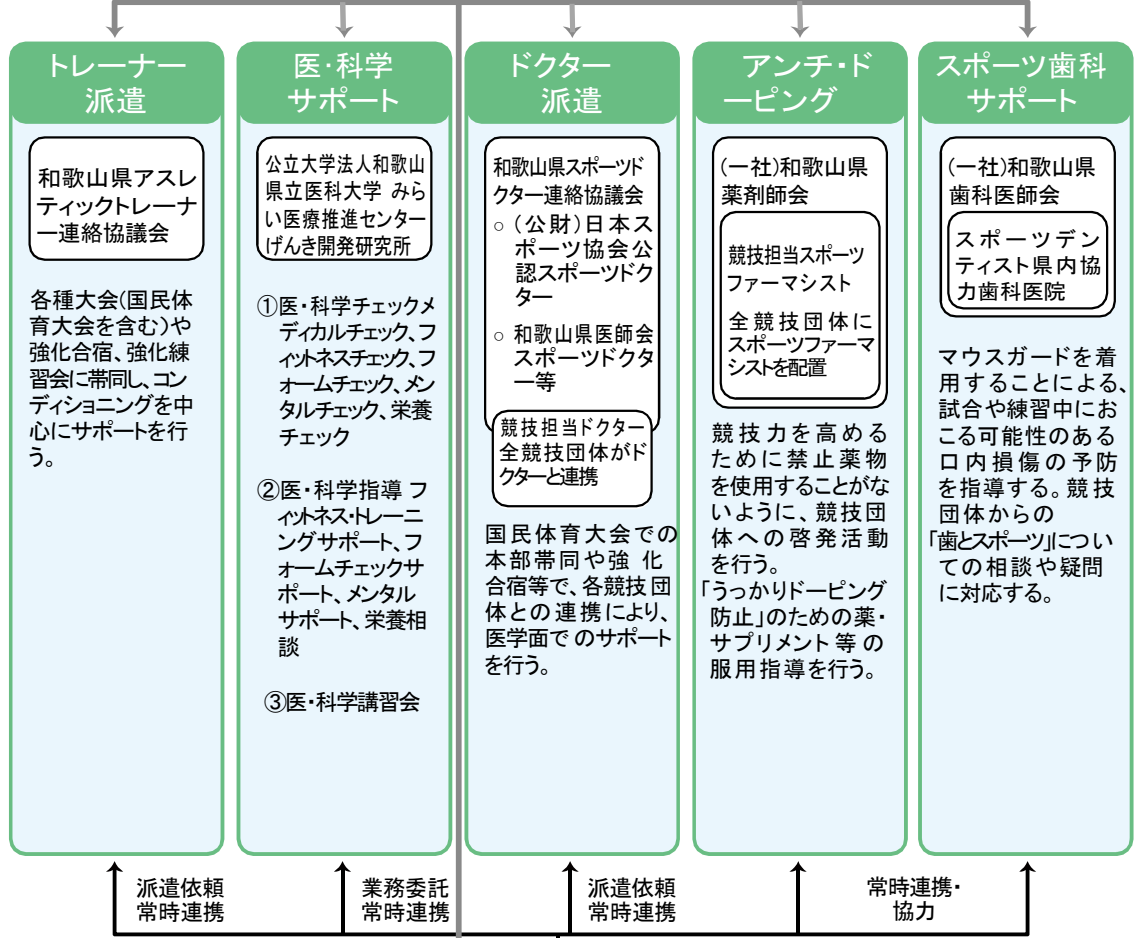 トレーナー
派遣
和歌山県アスレ
ティックトレーナ
ー連絡協議会
各種大会(国民体
育大会を含む)や
強化合宿、強化練
習会に帯同し、コン
ディショニングを中
心にサポートを行
う。
医・科学
サポート
公立大学法人和歌山
県立医科大学 みら
い医療推進センター
げんき開発研究所
①医・科学チェックメ
ディカルチェック、フ
ィットネスチェック、フ
ォームチェック、メン
タルチェック、栄養
チェック
②医・科学指導 フ
ィットネス・トレーニ
ングサポート、フ
ォームチェックサ
ポート、メンタル
サポート、栄養相
談
③医・科学講習会
ドクター
派遣
和歌山県スポーツド
クター連絡協議会
○ (公財)日本ス
ポーツ協会公
認スポーツドク
ター
○ 和歌山県医師会
スポーツドクタ
ー等
競技担当ドクター
全競技団体がド
クターと連携
国民体育大会での
本部帯同や強 化
合宿等で、各競技団
体との連携により、
医学面で のサポート
を行う。
アンチ・ド
ーピング
(一社)和歌山県
薬剤師会
競技担当スポーツ
ファーマシスト
全競技団体に
スポーツファーマ
シストを配置
競技力を高める
ために禁止薬物
を使用することがな
いように、競技団
体への啓発活動
を行う。
「うっかりドーピング
防止」のための薬・
サプリメント 等 の
服用指導を行う。
スポーツ歯科
サポート
(一社)和歌山県
歯科医師会
スポーツデン
ティスト県内協
力歯科医院
マウスガードを着
用することによる、
試合や練習中にお
こる可能性のある
口内損傷の予防
を指導する。競技
団体からの
「歯とスポーツ」につい
ての相談や疑問
に対応する。
派遣依頼
常時連携
業務委託
常時連携
派遣依頼
常時連携
常時連携・
協力